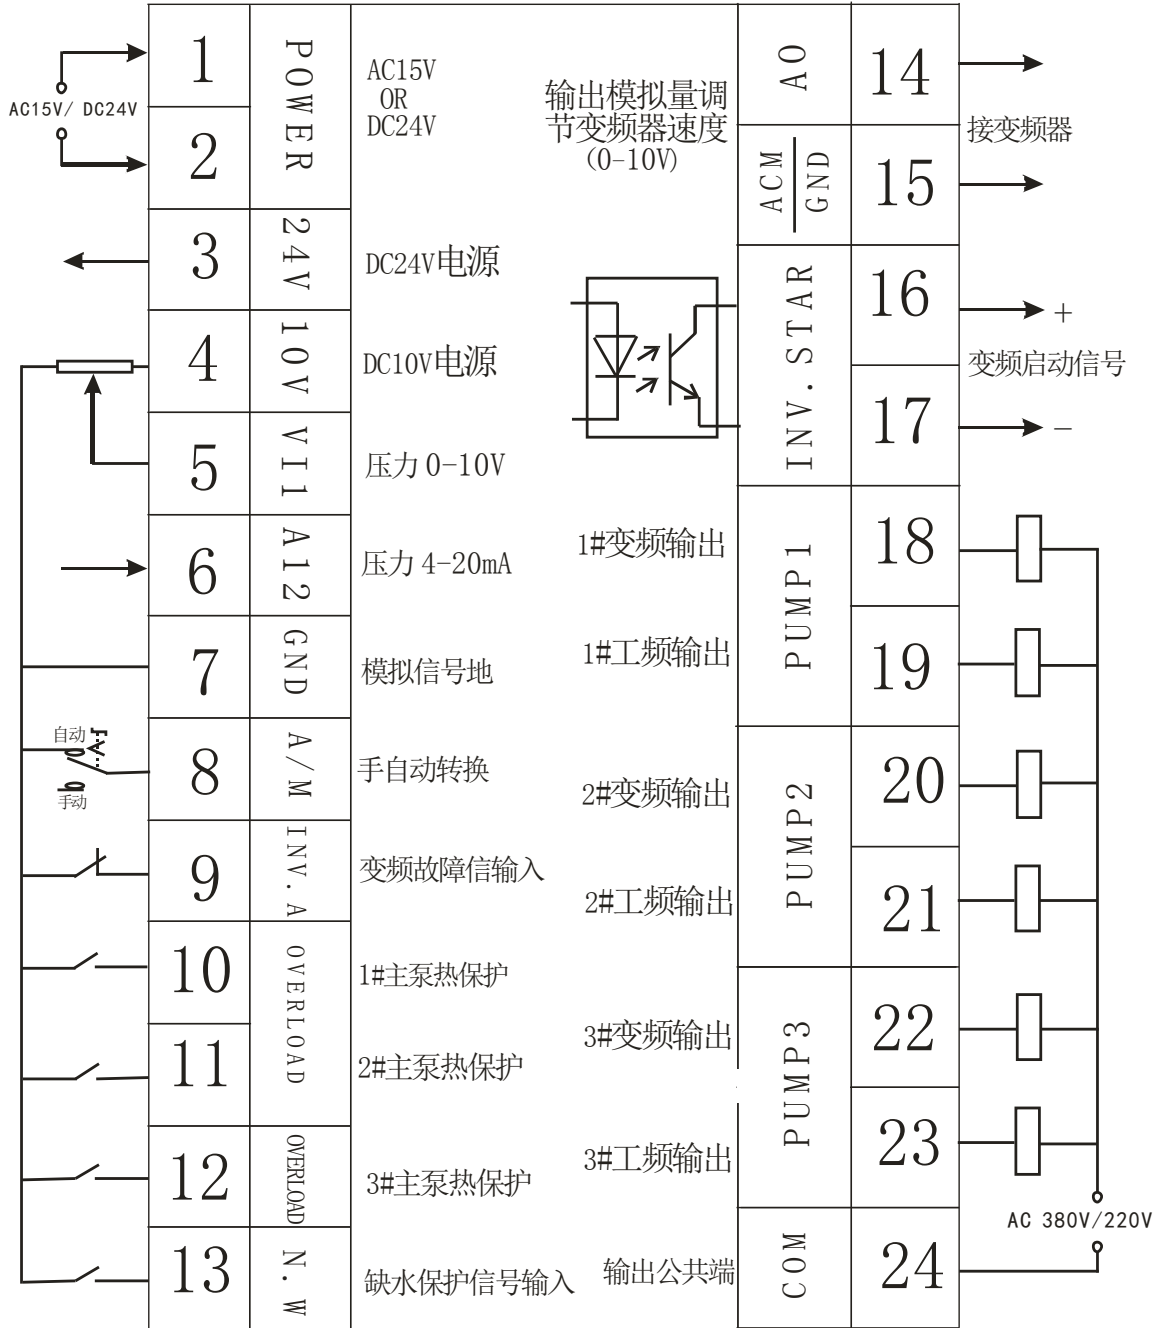 1
POWER
AC15V
OR
DC24V
AC15V/ DC24V
2
3
24V
DC24V电源
4
10V
DC10V电源
5
VI1
压力 0-10V
6
A12
压力 4-20mA
7
GND
模拟信号地
自动
手动
8
A/M
手自动转换
9
INV.A
变频故障信输入
10
OVERLOAD
1#主泵热保护
11
2#主泵热保护
12
OVERLOAD
3#主泵热保护
13
N.W
缺水保护信号输入
输出模拟量调
节变频器速度
(0-10V)
AO
14
接变频器
ACM
GND
15
INV.STAR
16
+
变频启动信号
17
-
1#变频输出
PUMP1
18
1#工频输出
19
2#变频输出
PUMP2
20
2#工频输出
21
3#变频输出
PUMP3
22
3#工频输出
23
AC 380V/220V
输出公共端
COM
24